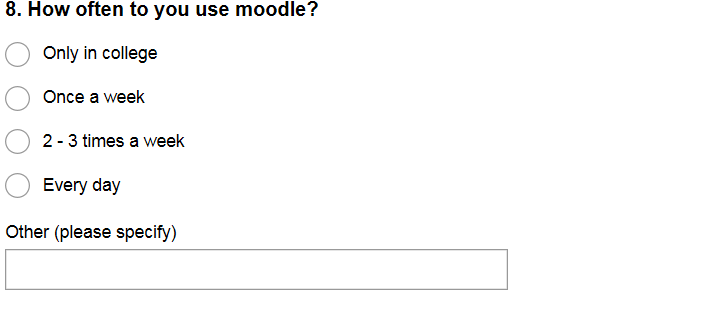 8. How often to you use moodle?
Only in college
Once a week
2 - 3 times a week
Every day
Other (please specify)